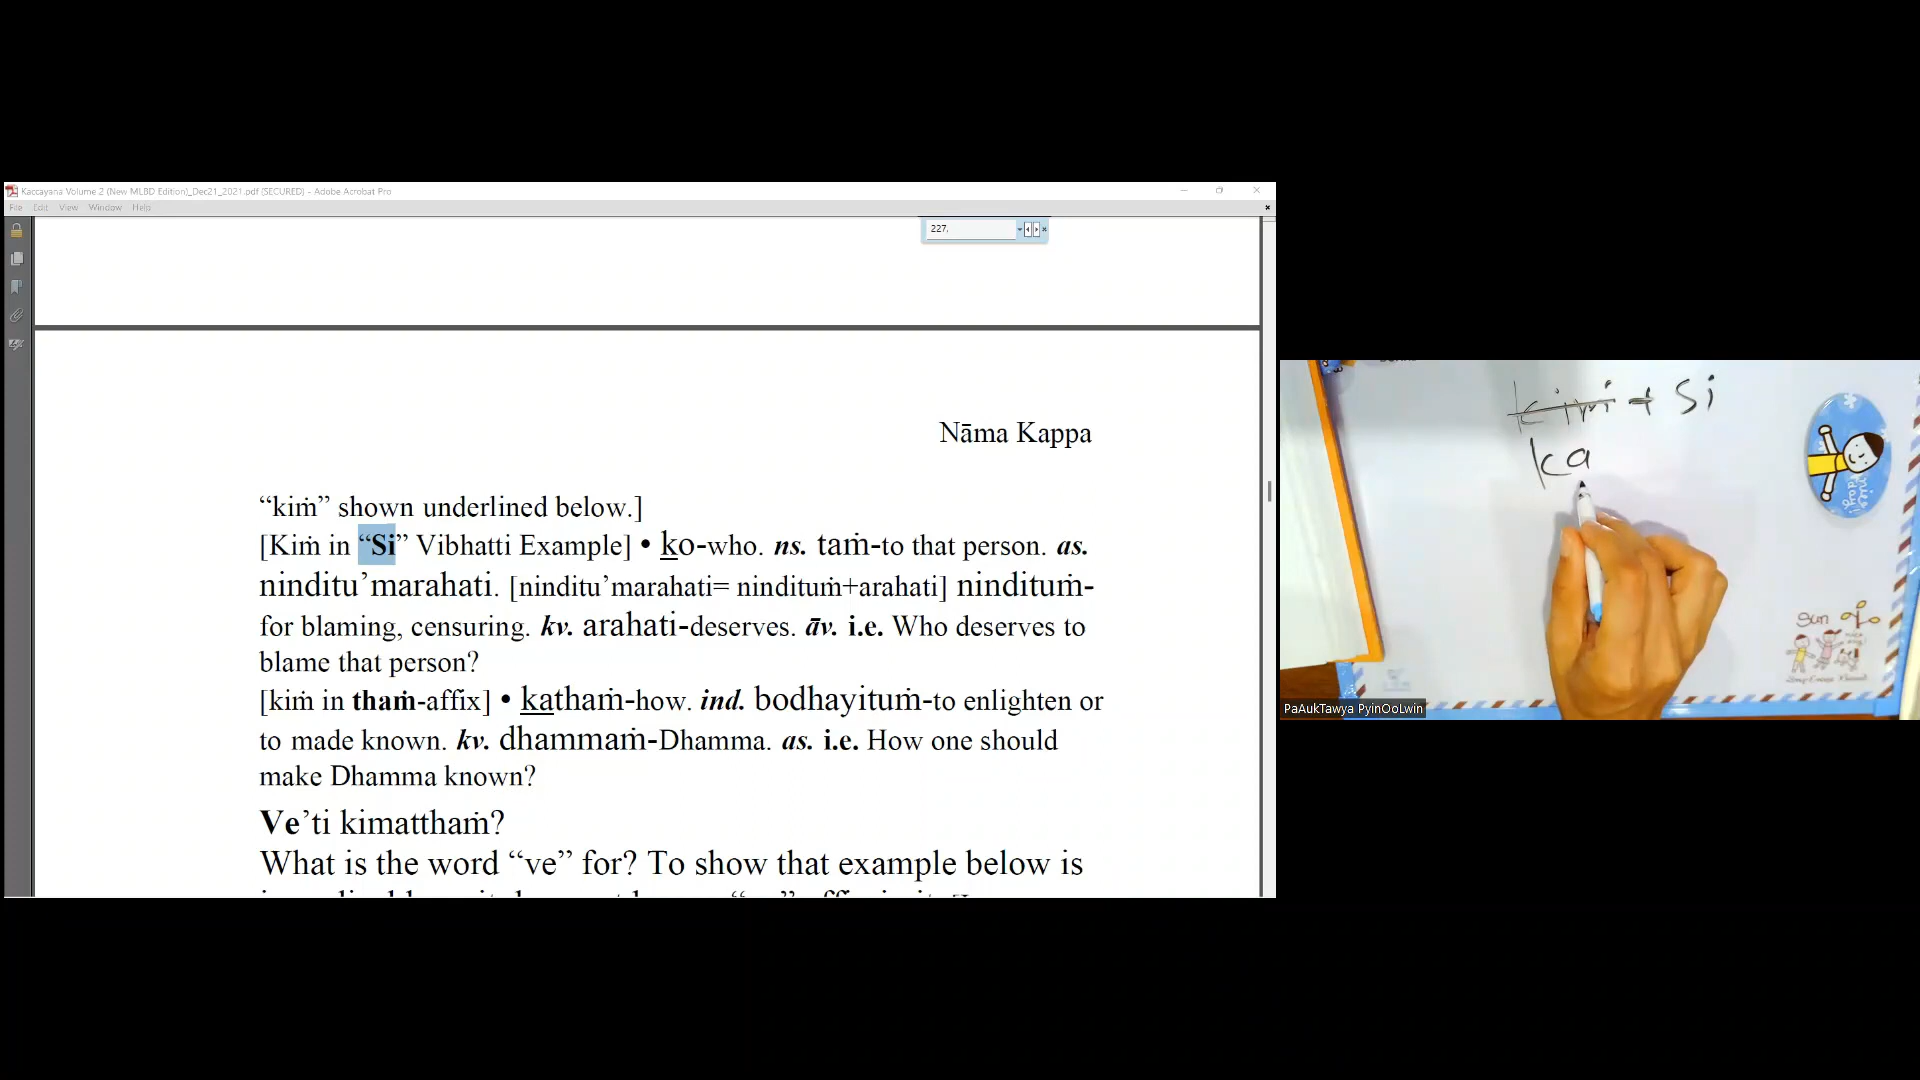 Kaccayana Volume 2 (New MLBD Edition)_Dec21_2021.pdf (SECURED) - Adobe Acrobat Pro
File Edit View Window Help
227.
Nāma Kappa
“kiṁ” shown underlined below.]
[Kiṁ in “Si” Vibhatti Example] • ko-who. ns. taṁ-to that person. as.
ninditu’marahati. [ninditu’marahati= nindituṁ+arahati] nindituṁ-
for blaming, censuring. kv. arahati-deserves. āv. i.e. Who deserves to
blame that person?
[kiṁ in thaṁ-affix] • kathaṁ-how. ind. bodhayituṁ-to enlighten or
to made known. kv. dhammaṁ-Dhamma. as. i.e. How one should
make Dhamma known?
Ve’ti kimatthaṁ?
What is the word “ve” for? To show that example below is
kiṁ + Si
ka
Sun
PaAukTawya PyinOoLwin